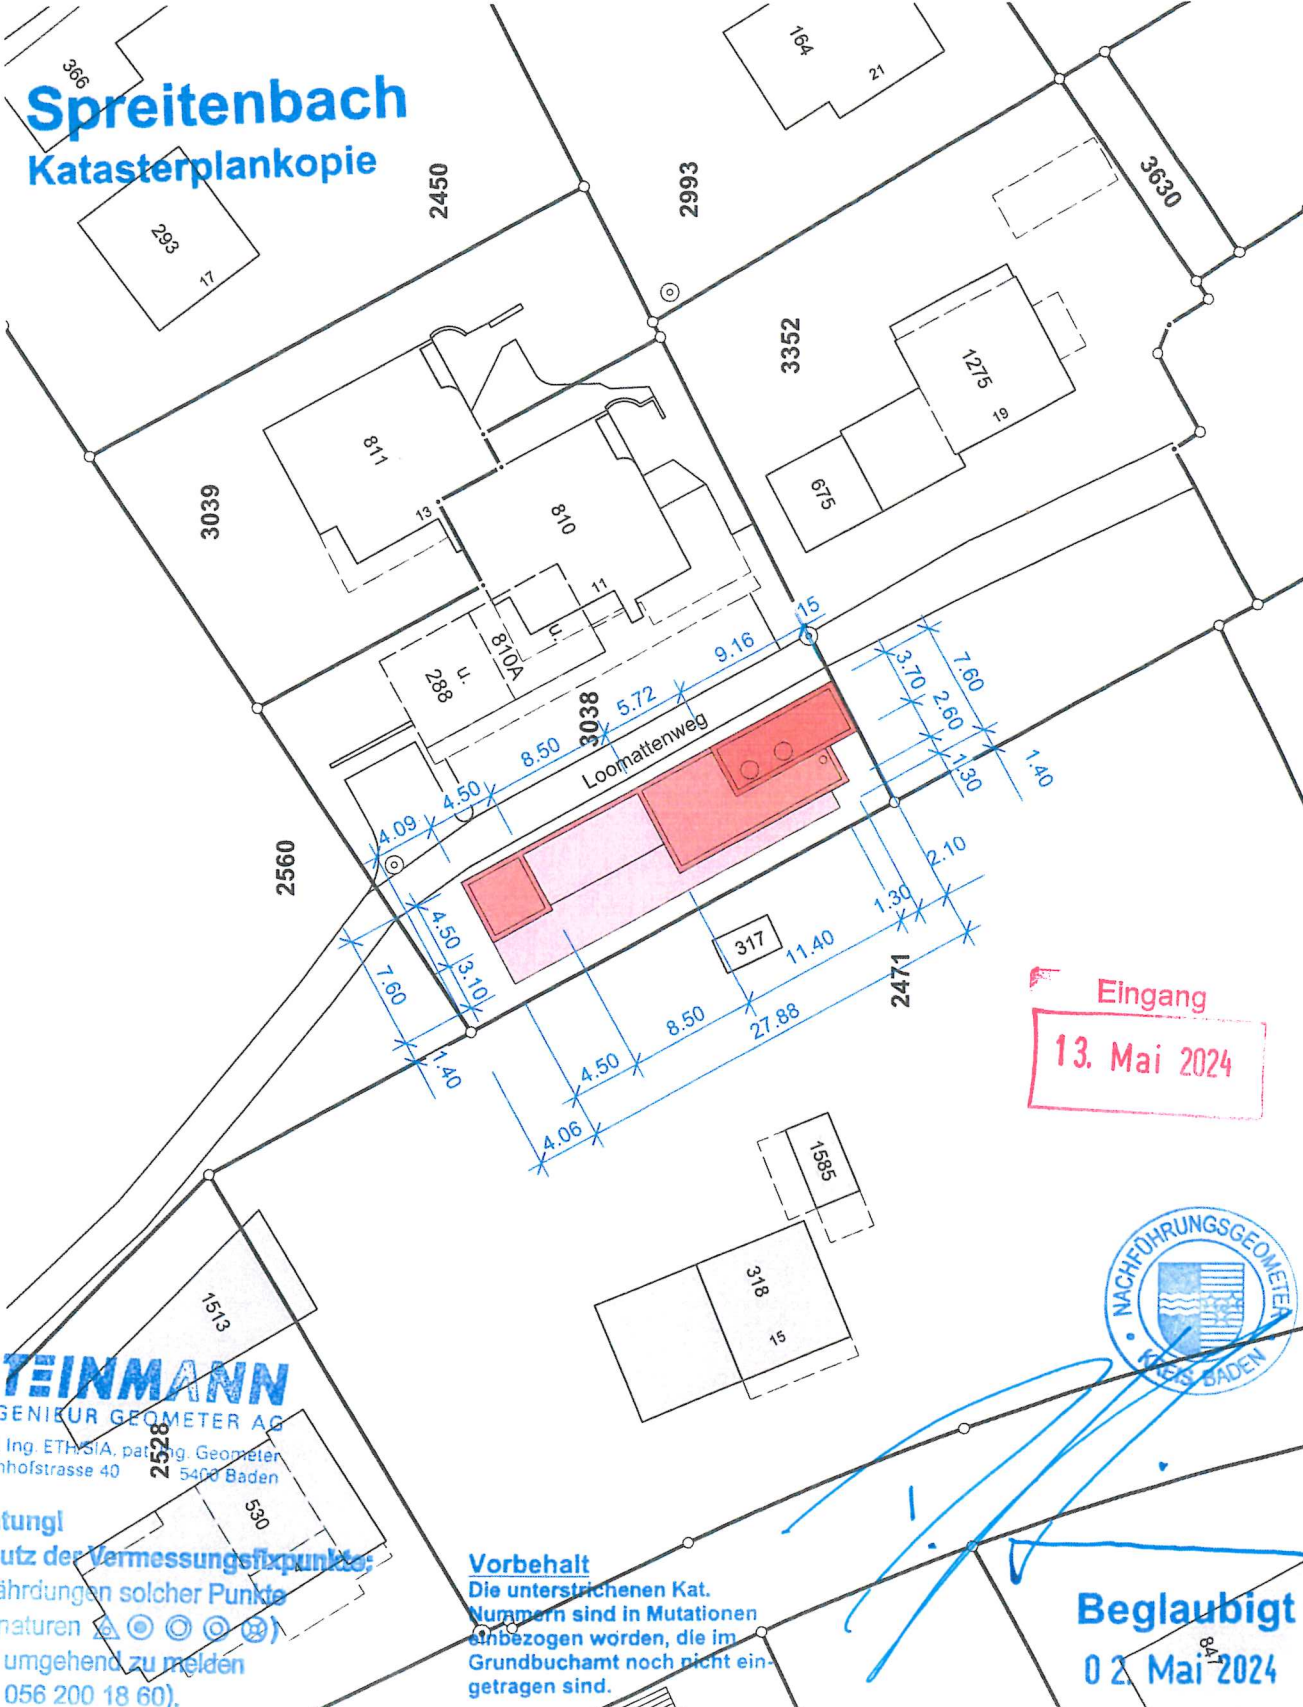 Spreitenbach
Katasterplankopie
366
293
17
2450
164
21
2993
3630
3352
1275
19
675
811
13
3039
810
11
810A
u.
288
u.
3038
Loomattenweg
15
9.16
5.72
8.50
4.50
4.09
7.60
3.70
2.60
1.30
1.40
2560
4.50
3.10
7.60
1.40
2.10
1.30
11.40
8.50
27.88
4.50
4.06
317
2471
Eingang
13. Mai 2024
1585
318
15
1513
NACHFÜHRUNGSGEOMETER
KREIS BADEN
TEINMANN
GENIEUR GEOMETER AG
Ing. ETH/SIA, pat. Ing. Geometer
nhofstrasse 40 5400 Baden
2528
530
tung!
utz der Vermessungsfixpunkte:
ährdungen solcher Punkte
naturen
umgehend zu melden
056 200 18 60).
Vorbehalt
Die unterstrichenen Kat.
Nummern sind in Mutationen
einbezogen worden, die im
Grundbuchamt noch nicht ein-
getragen sind.
Beglaubigt
02. Mai 2024
847